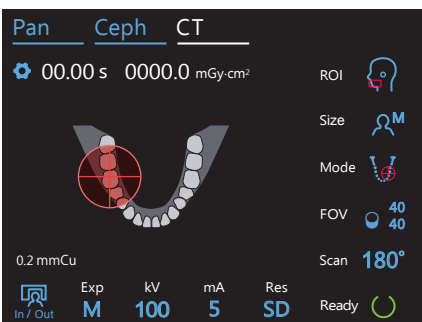 Pan Ceph CT
00.00 s 0000.0 mGy·cm²
ROI
Size M
Mode
FOV 40
40
0.2 mmCu
Scan 180°
Exp kV mA Res
In / Out M 100 5 SD
Ready